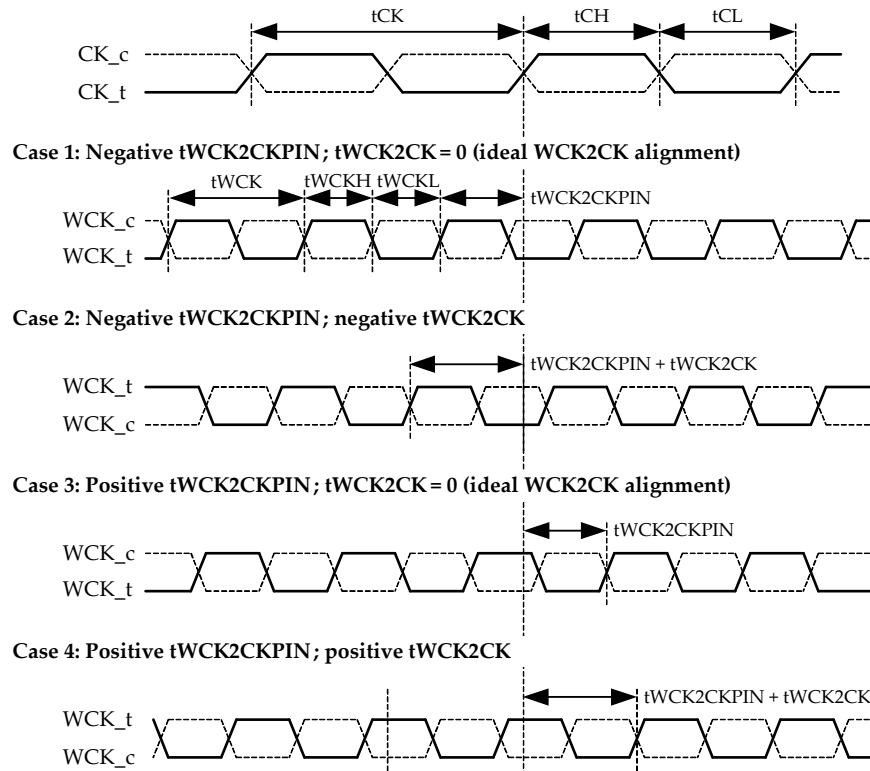 tCK tCH tCL
CK_c
CK_t
Case 1: Negative tWCK2CKPIN; tWCK2CK = 0 (ideal WCK2CK alignment)
tWCK tWCKH tWCKL tWCK2CKPIN
WCK_c
WCK_t
Case 2: Negative tWCK2CKPIN; negative tWCK2CK
tWCK2CKPIN + tWCK2CK
WCK_t
WCK_c
Case 3: Positive tWCK2CKPIN; tWCK2CK = 0 (ideal WCK2CK alignment)
tWCK2CKPIN
WCK_c
WCK_t
Case 4: Positive tWCK2CKPIN; positive tWCK2CK
tWCK2CKPIN + tWCK2CK
WCK_t
WCK_c